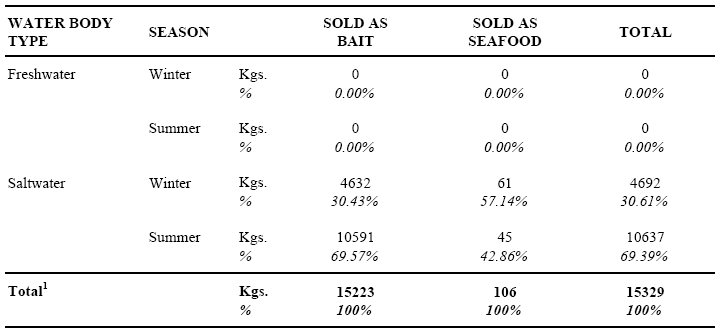 WATER BODY TYPE SEASON SOLD AS BAIT SOLD AS SEAFOOD TOTAL
Freshwater Winter Kgs. 0 0 0
% 0.00% 0.00% 0.00%
Summer Kgs. 0 0 0
% 0.00% 0.00% 0.00%
Saltwater Winter Kgs. 4632 61 4692
% 30.43% 57.14% 30.61%
Summer Kgs. 10591 45 10637
% 69.57% 42.86% 69.39%
Total1 Kgs. 15223 106 15329
% 100% 100% 100%